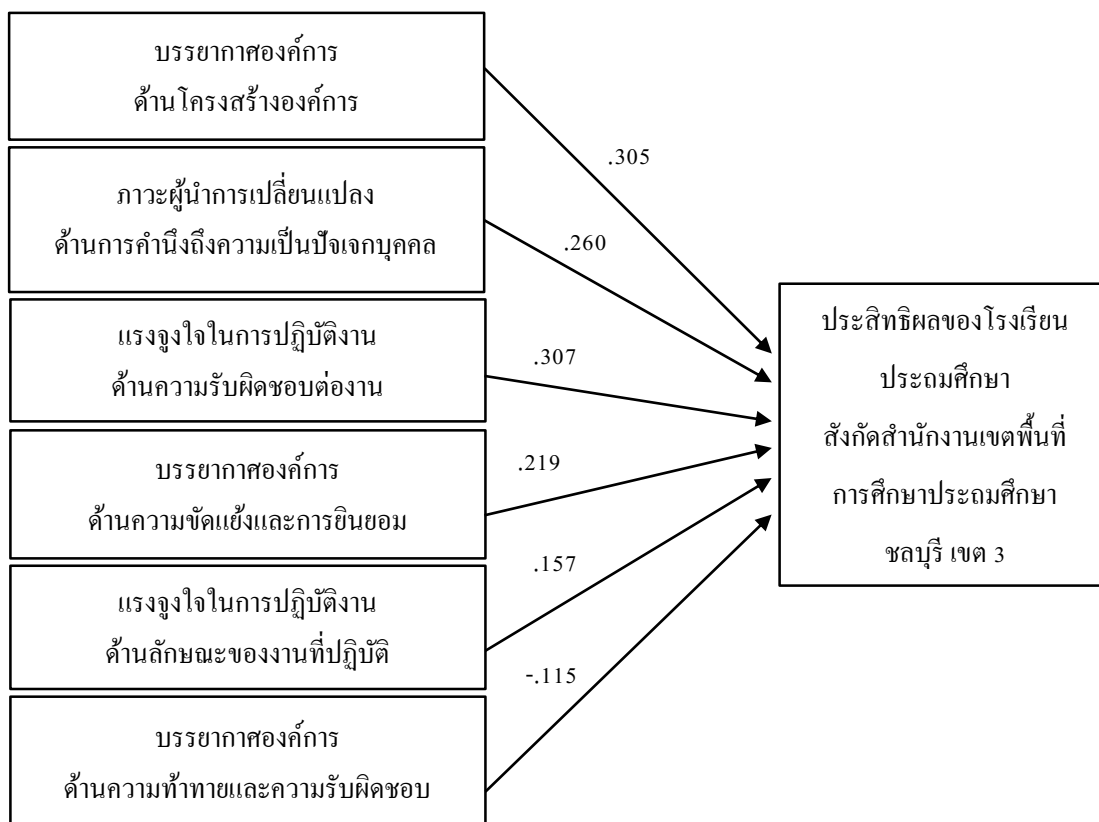 บรรยากาศองค์การ
ด้านโครงสร้างองค์การ
.305
ภาวะผู้นำการเปลี่ยนแปลง
ด้านการคำนึงถึงความเป็นปัจเจกบุคคล
.260
แรงจูงใจในการปฏิบัติงาน
ด้านความรับผิดชอบต่องาน
.307
บรรยากาศองค์การ
ด้านความขัดแย้งและการยินยอม
.219
แรงจูงใจในการปฏิบัติงาน
ด้านลักษณะของงานที่ปฏิบัติ
.157
บรรยากาศองค์การ
ด้านความท้าทายและความรับผิดชอบ
-.115
ประสิทธิผลของโรงเรียน
ประถมศึกษา
สังกัดสำนักงานเขตพื้นที่
การศึกษาประถมศึกษา
ชลบุรี เขต 3